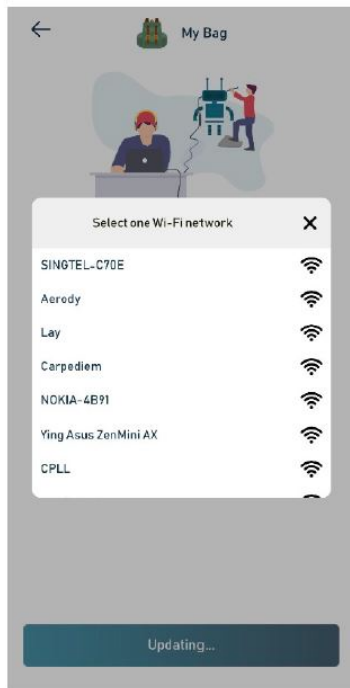 My Bag
Select one Wi-Fi network
SINGTEL-C70E
Aerody
Lay
Carpediem
NOKIA-4B91
Ying Asus ZenMini AX
CPLL
Updating...